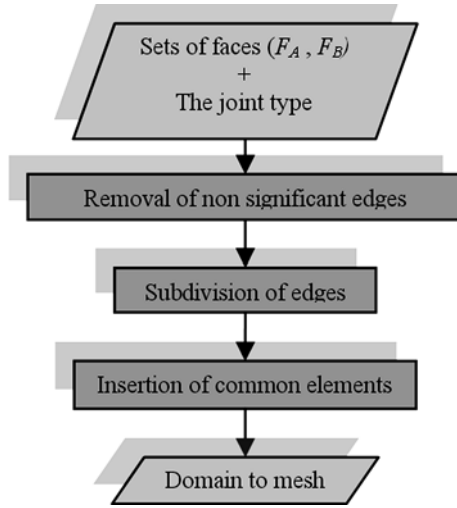 Sets of faces (F_A , F_B)
+
The joint type
Removal of non significant edges
Subdivision of edges
Insertion of common elements
Domain to mesh